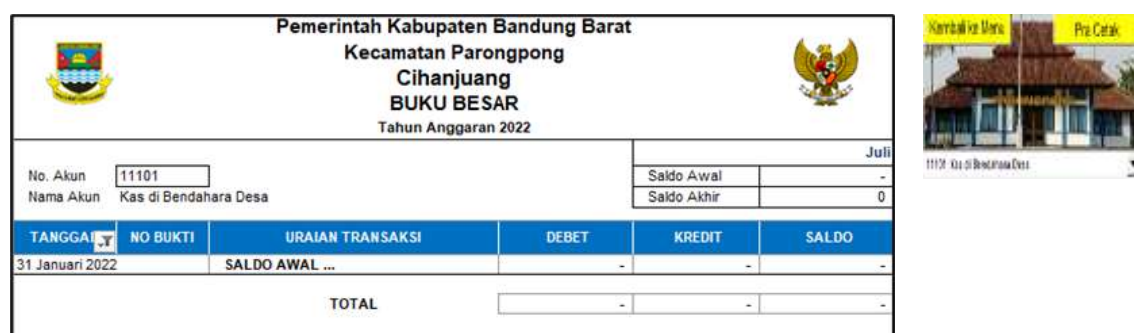 Pemerintah Kabupaten Bandung Barat
Kecamatan Parongpong
Cihanjuang
BUKU BESAR
Tahun Anggaran 2022
Juli
No. Akun 11101 Saldo Awal -
Nama Akun Kas di Bendahara Desa Saldo Akhir 0
TANGGAL NO BUKTI URAIAN TRANSAKSI DEBET KREDIT SALDO
31 Januari 2022 SALDO AWAL ... - - -
TOTAL - - -
Kembali ke Menu Pra Cetak
11101 Kas di Bendahara Desa